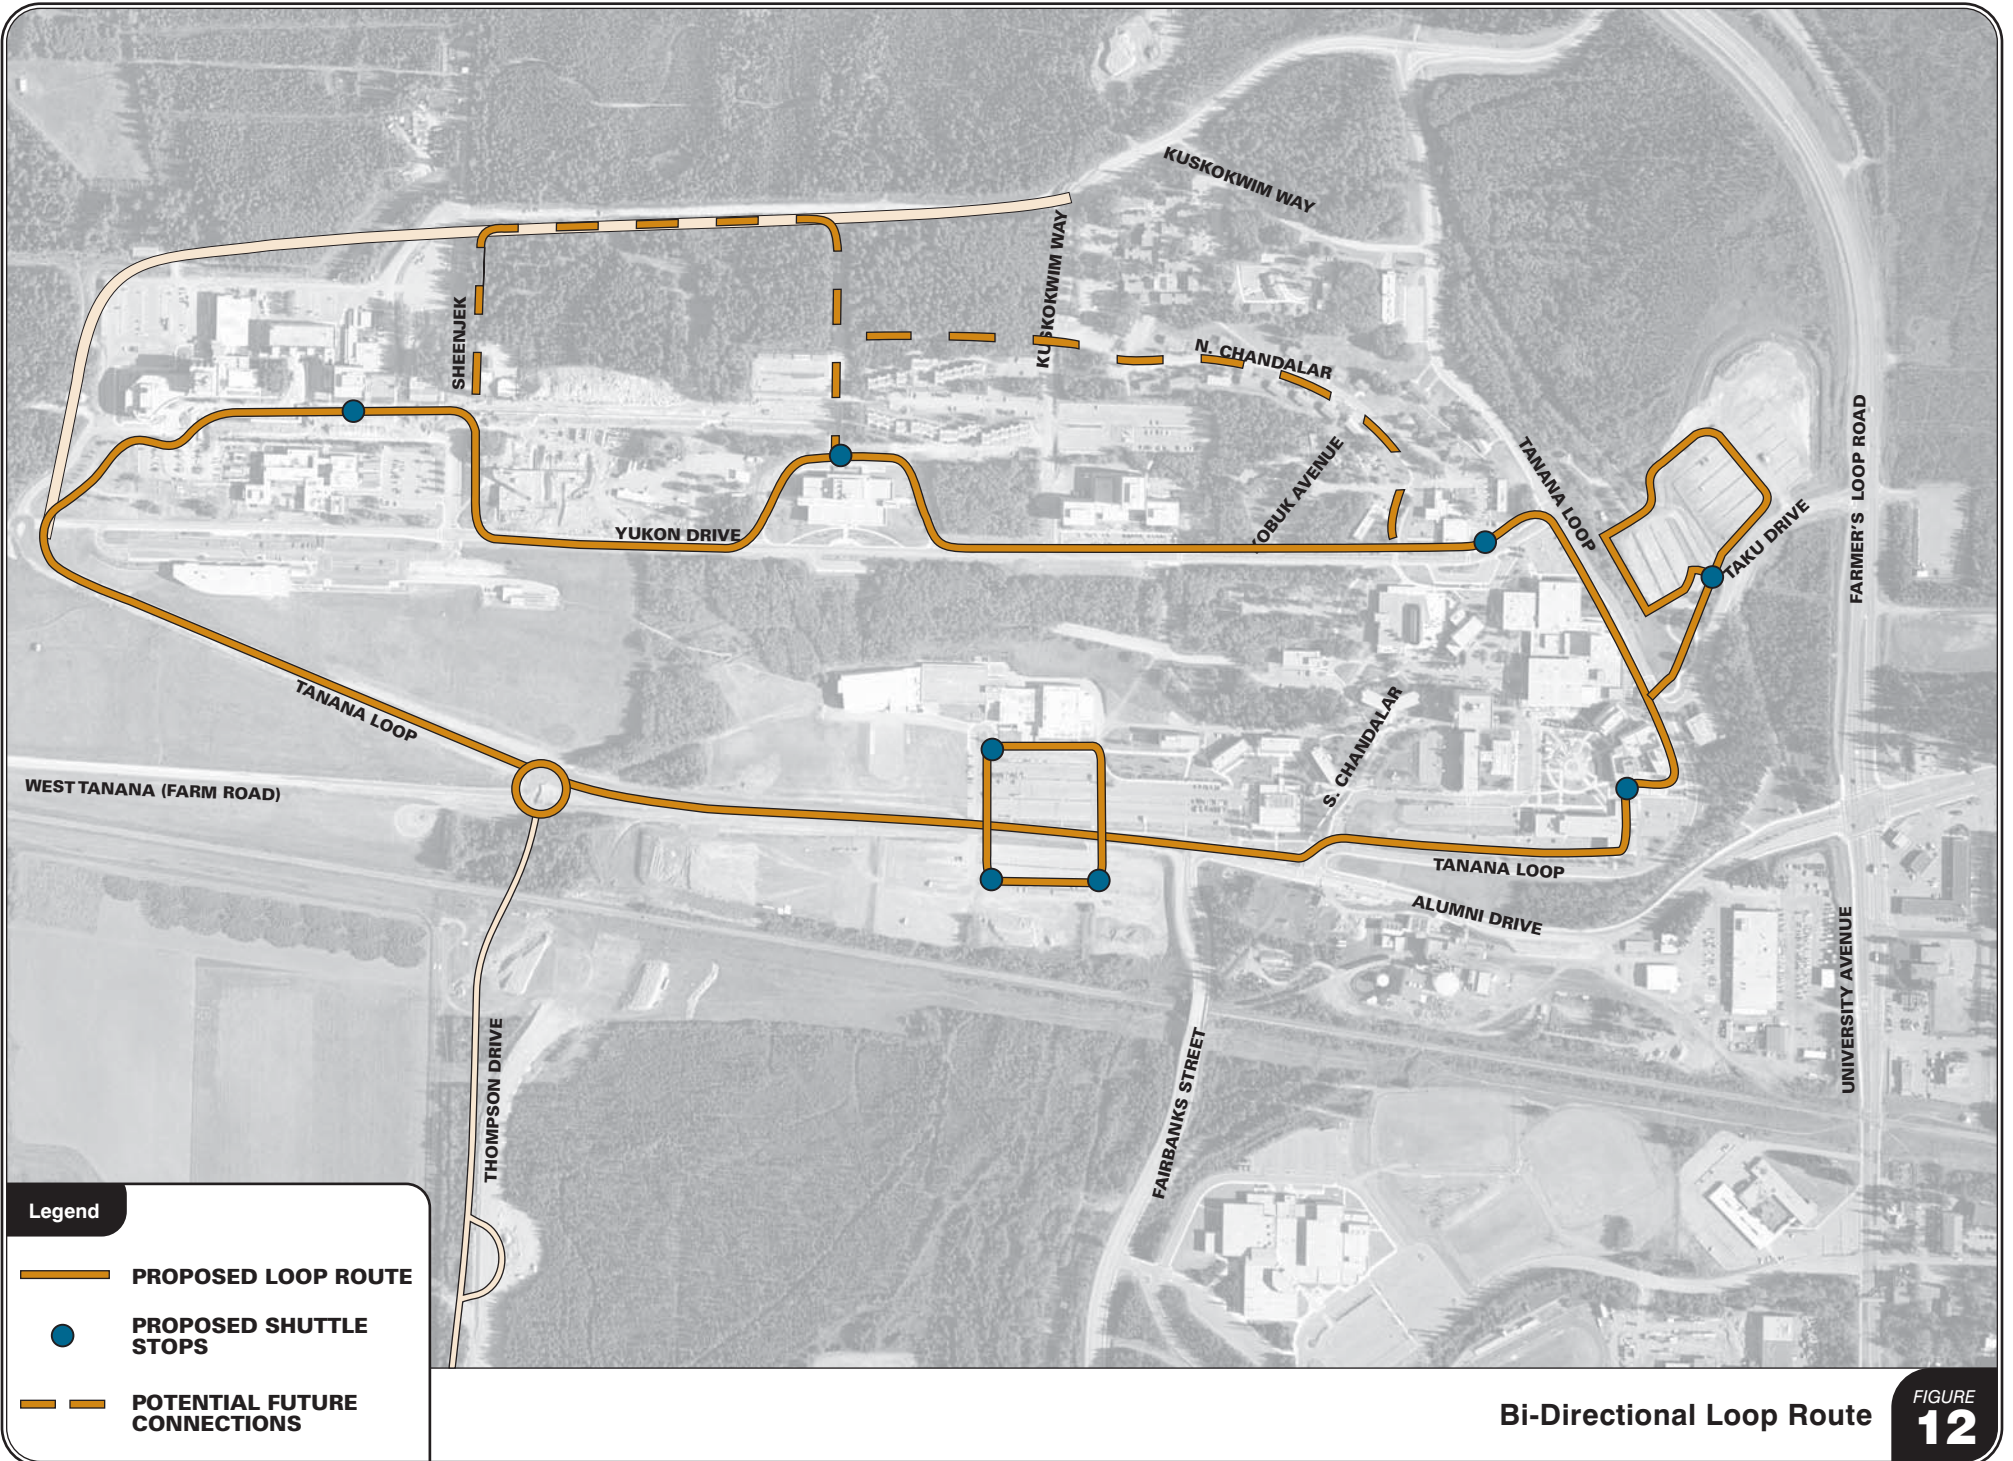 KUSKOKWIM WAY
KUSKOKWIM WAY
SHEENJEK
N. CHANDALAR
KOBUK AVENUE
TANANA LOOP
TAKU DRIVE
FARMER'S LOOP ROAD
YUKON DRIVE
TANANA LOOP
S. CHANDALAR
WEST TANANA (FARM ROAD)
TANANA LOOP
ALUMNI DRIVE
UNIVERSITY AVENUE
THOMPSON DRIVE
FAIRBANKS STREET
Legend
PROPOSED LOOP ROUTE
PROPOSED SHUTTLE
STOPS
POTENTIAL FUTURE
CONNECTIONS
Bi-Directional Loop Route
FIGURE
12